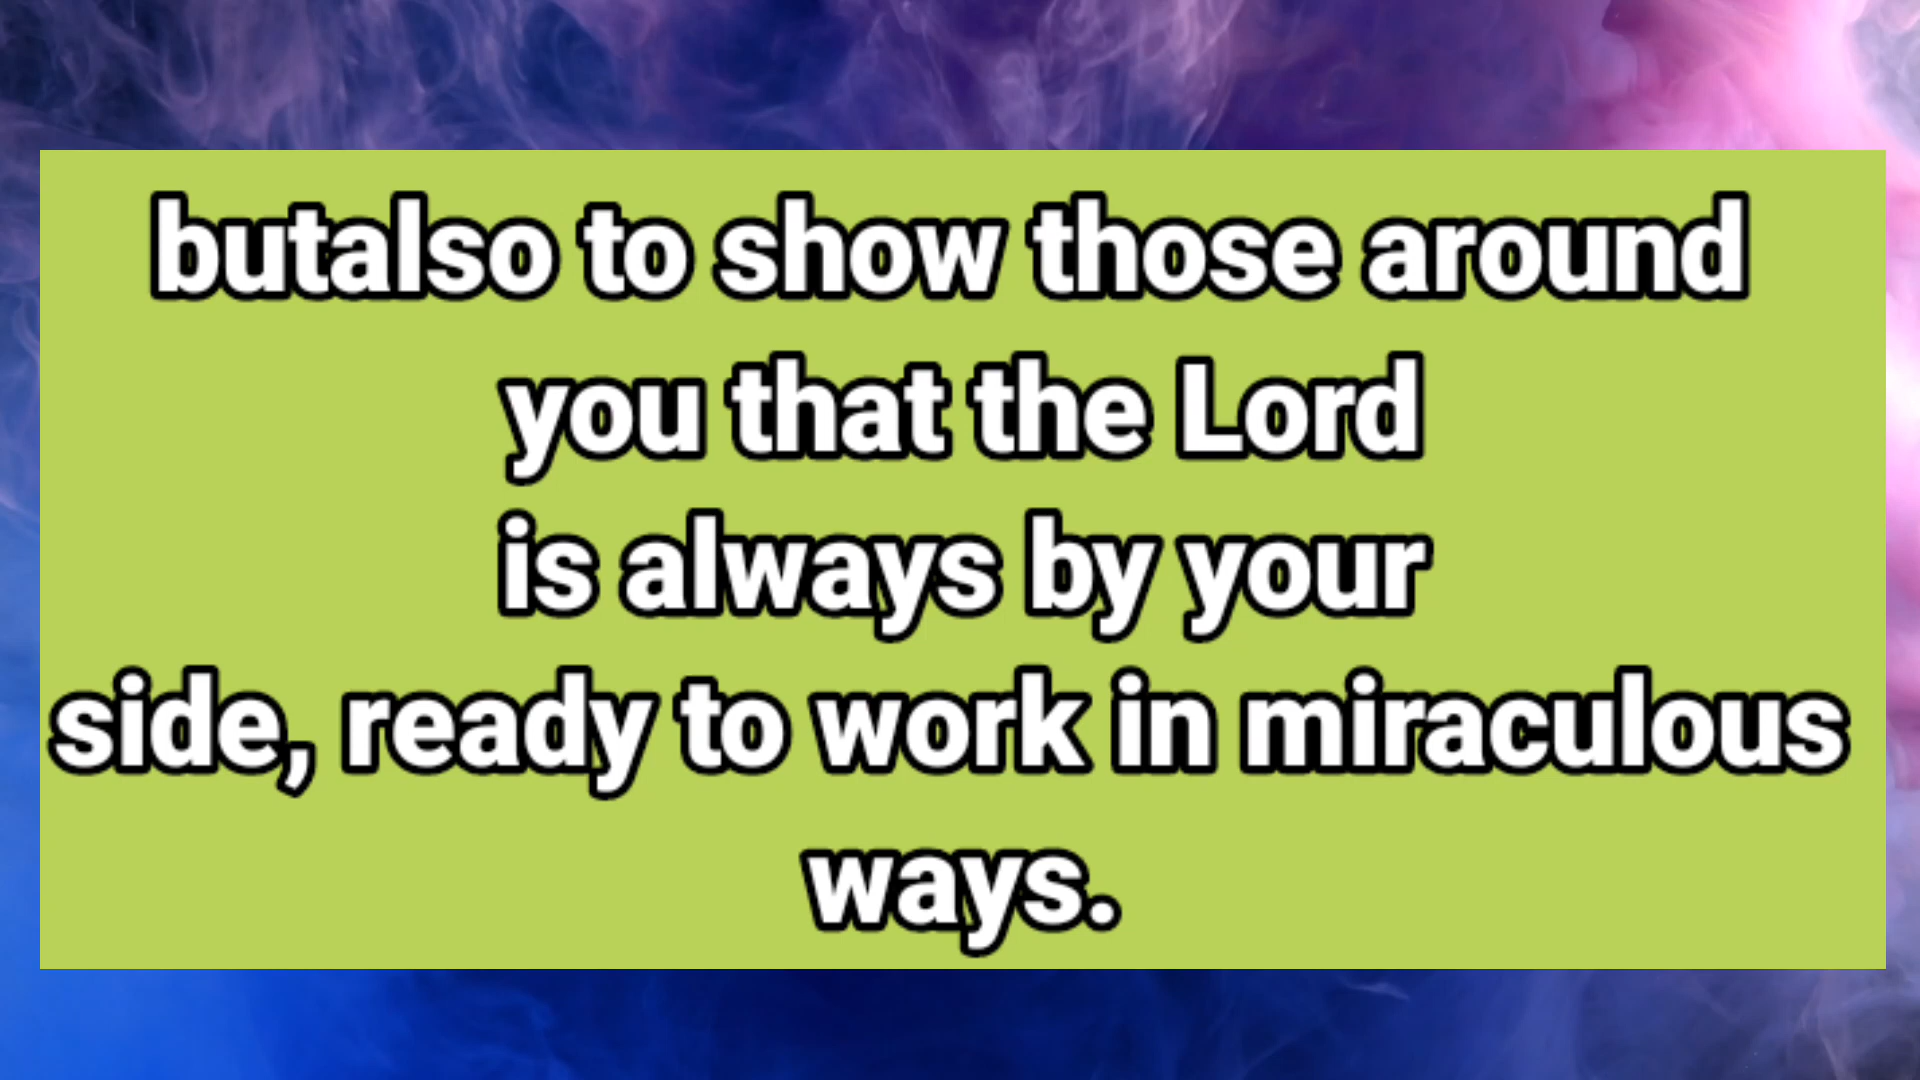 butalso to show those around
you that the Lord
is always by your
side, ready to work in miraculous
ways.